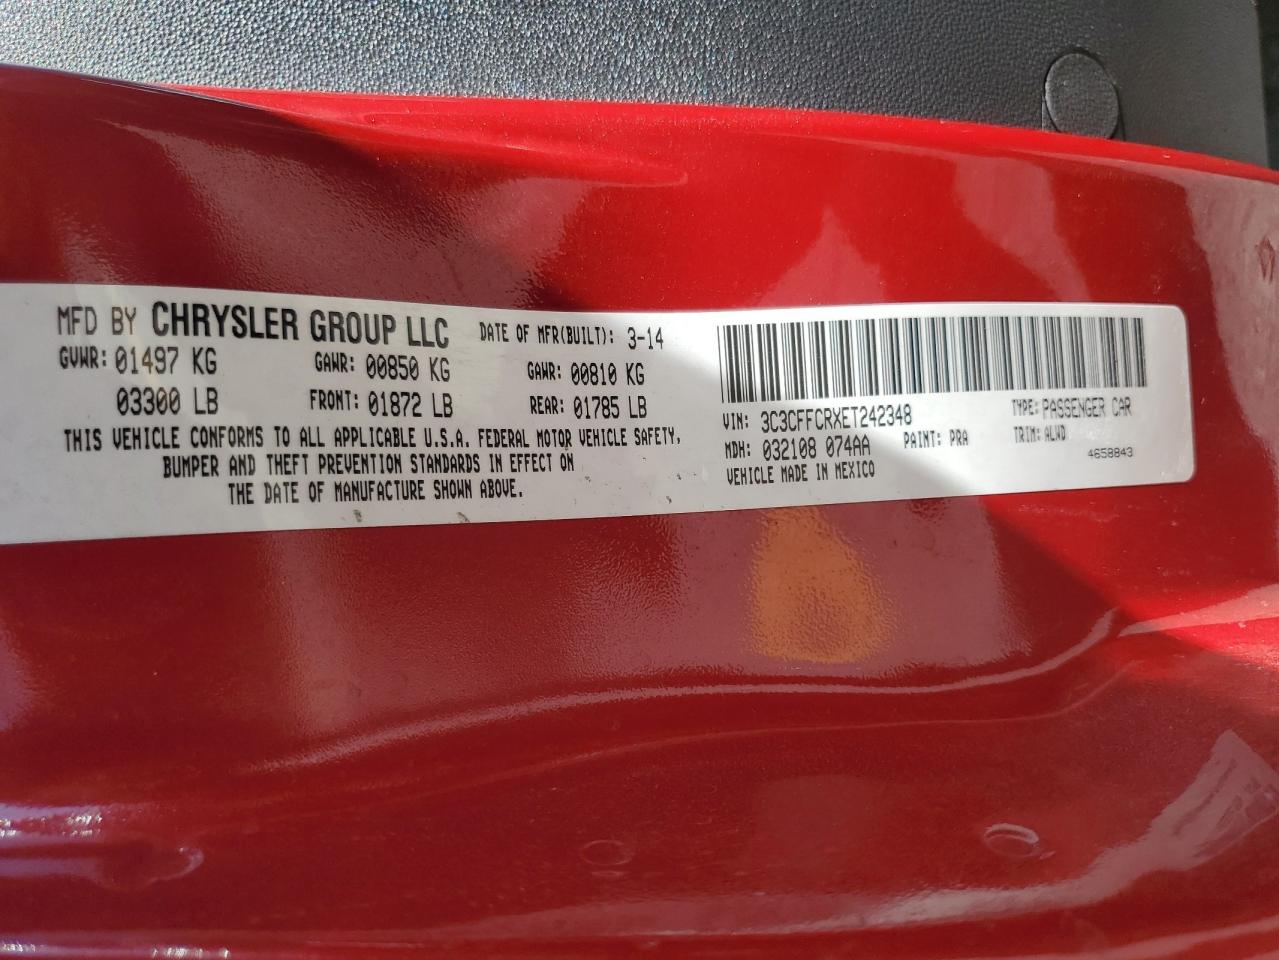 MFD BY CHRYSLER GROUP LLC DATE OF MFR(BUILT): 3-14
GVWR: 01497 KG GAWR: 00850 KG GAWR: 00810 KG
03300 LB FRONT: 01872 LB REAR: 01785 LB
THIS VEHICLE CONFORMS TO ALL APPLICABLE U.S.A. FEDERAL MOTOR VEHICLE SAFETY,
BUMPER AND THEFT PREVENTION STANDARDS IN EFFECT ON
THE DATE OF MANUFACTURE SHOWN ABOVE.
VIN: 3C3CFFCRXET242348 TYPE: PASSENGER CAR
MDH: 032108 074AA PAINT: PRA TRIM: ALWD
VEHICLE MADE IN MEXICO 4658843